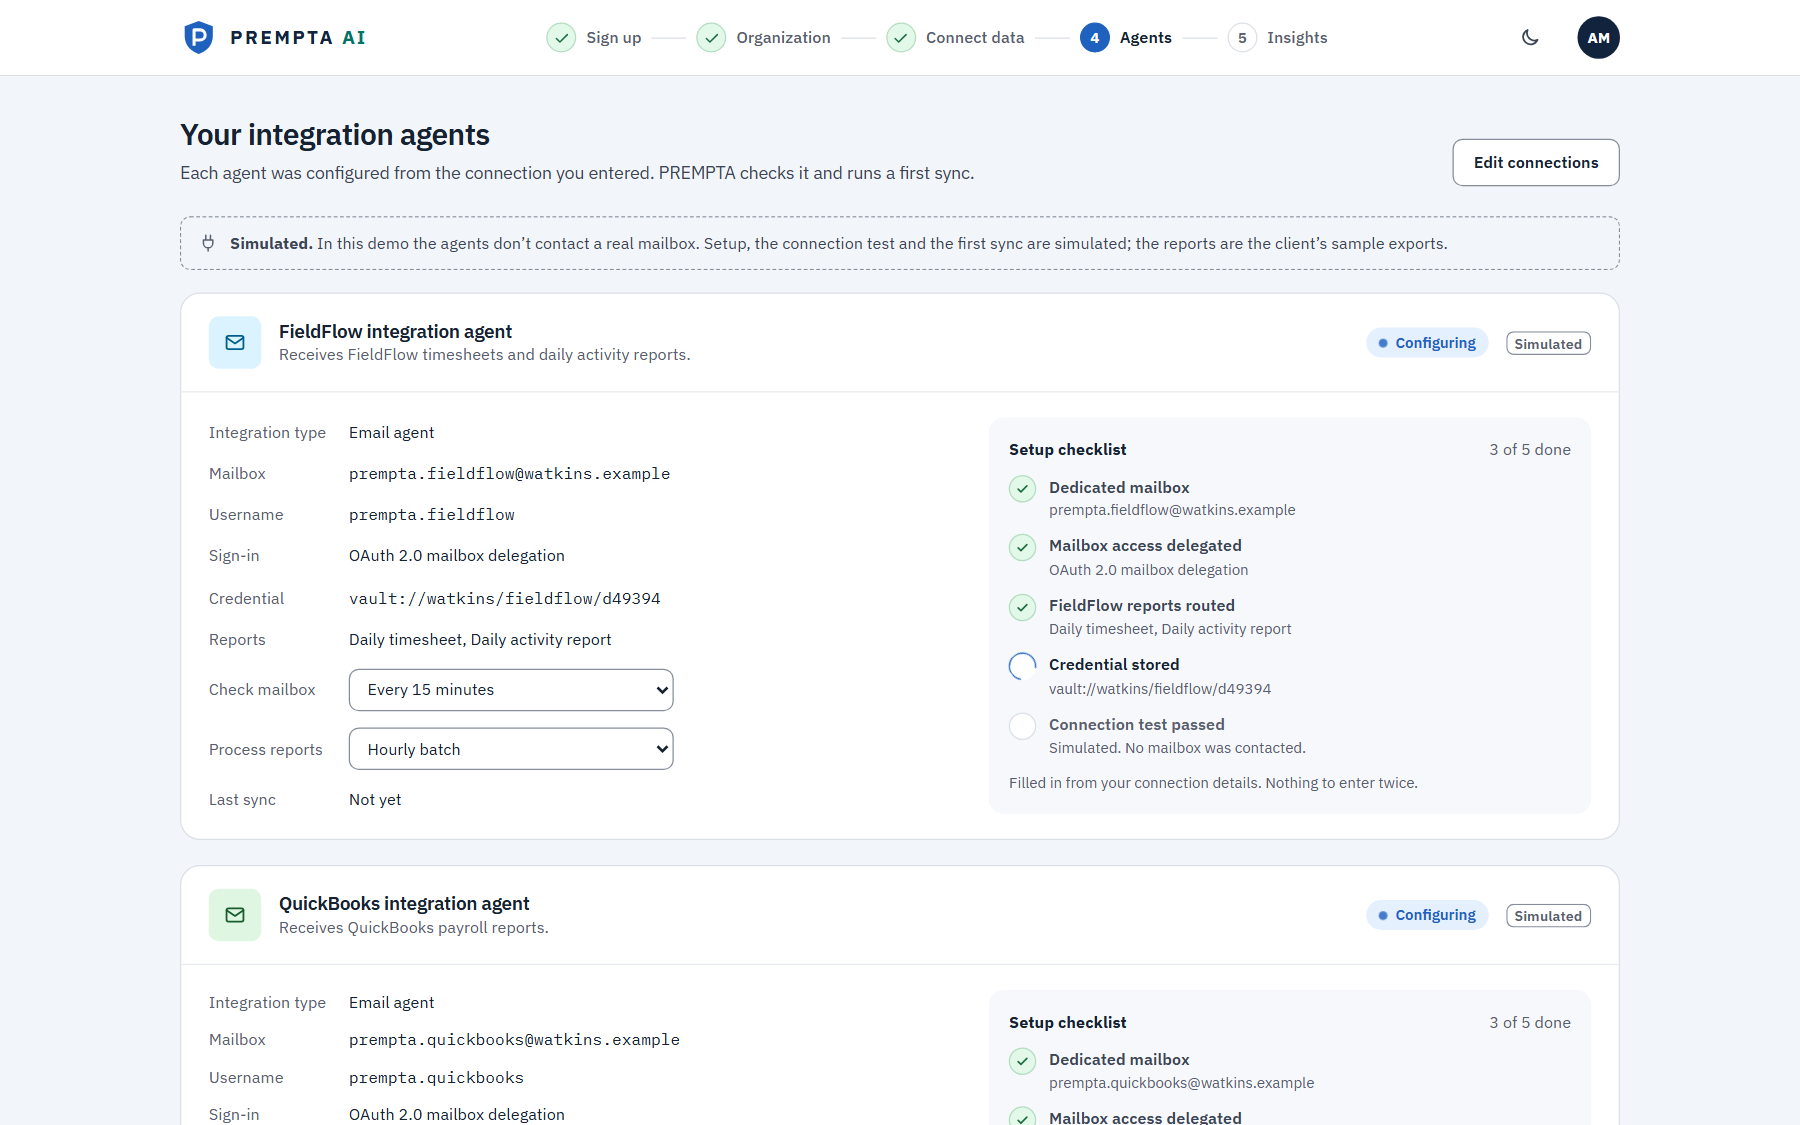 PREMPTA AI
Sign up
Organization
Connect data
4
Agents
5
Insights
AM
Your integration agents
Each agent was configured from the connection you entered. PREMPTA checks it and runs a first sync.
Edit connections
Simulated. In this demo the agents don’t contact a real mailbox. Setup, the connection test and the first sync are simulated; the reports are the client’s sample exports.
FieldFlow integration agent
Receives FieldFlow timesheets and daily activity reports.
Configuring
Simulated
Integration type Email agent
Mailbox prempta.fieldflow@watkins.example
Username prempta.fieldflow
Sign-in OAuth 2.0 mailbox delegation
Credential vault://watkins/fieldflow/d49394
Reports Daily timesheet, Daily activity report
Check mailbox Every 15 minutes
Process reports Hourly batch
Last sync Not yet
Setup checklist 3 of 5 done
Dedicated mailbox
prempta.fieldflow@watkins.example
Mailbox access delegated
OAuth 2.0 mailbox delegation
FieldFlow reports routed
Daily timesheet, Daily activity report
Credential stored
vault://watkins/fieldflow/d49394
Connection test passed
Simulated. No mailbox was contacted.
Filled in from your connection details. Nothing to enter twice.
QuickBooks integration agent
Receives QuickBooks payroll reports.
Configuring
Simulated
Integration type Email agent
Mailbox prempta.quickbooks@watkins.example
Username prempta.quickbooks
Sign-in OAuth 2.0 mailbox delegation
Setup checklist 3 of 5 done
Dedicated mailbox
prempta.quickbooks@watkins.example
Mailbox access delegated